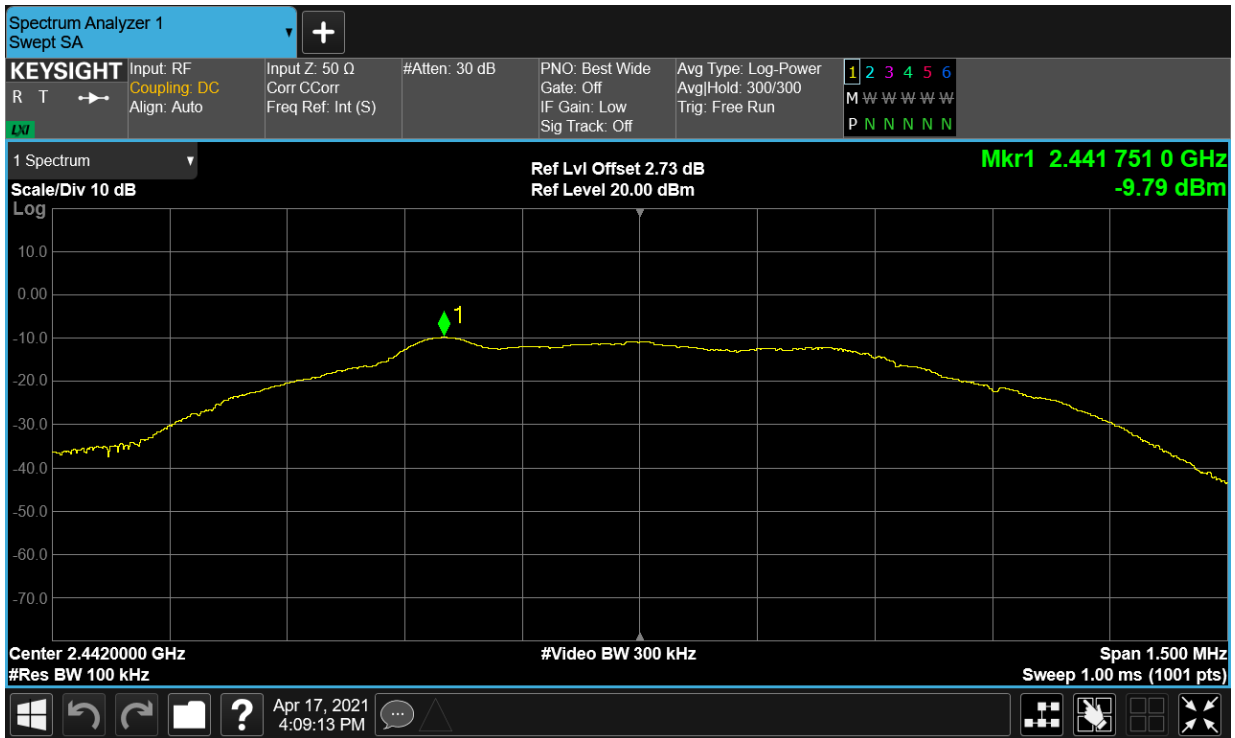 Spectrum Analyzer 1
Swept SA
KEYSIGHT
R T
LXI
Input: RF
Coupling: DC
Align: Auto
Input Z: 50 Ω
Corr CCorr
Freq Ref: Int (S)
#Atten: 30 dB
PNO: Best Wide
Gate: Off
IF Gain: Low
Sig Track: Off
Avg Type: Log-Power
Avg|Hold: 300/300
Trig: Free Run
1 2 3 4 5 6
M W W W W W
P N N N N N
1 Spectrum
Scale/Div 10 dB
Log
Ref Lvl Offset 2.73 dB
Ref Level 20.00 dBm
Mkr1 2.441 751 0 GHz
-9.79 dBm
10.0
0.00
-10.0
-20.0
-30.0
-40.0
-50.0
-60.0
-70.0
1
Center 2.4420000 GHz
#Res BW 100 kHz
#Video BW 300 kHz
Span 1.500 MHz
Sweep 1.00 ms (1001 pts)
?
Apr 17, 2021
4:09:13 PM